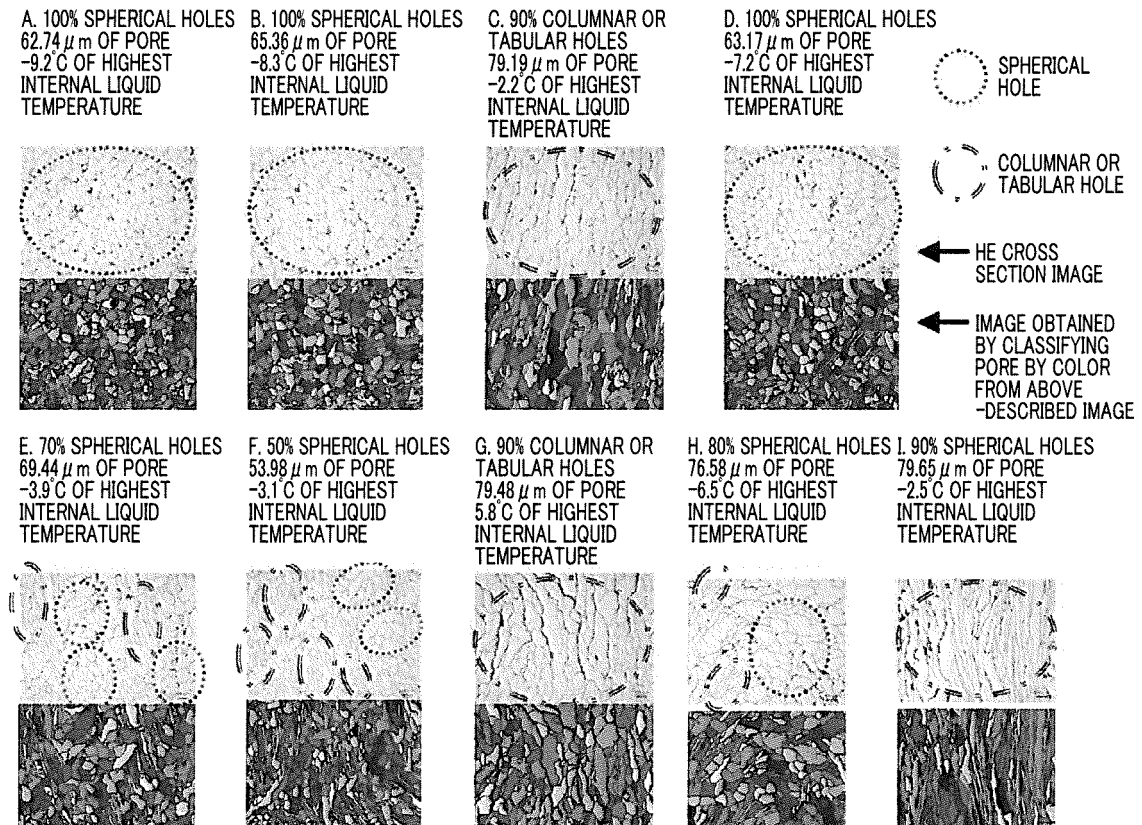 A. 100% SPHERICAL HOLES
62.74 μm OF PORE
-9.2°C OF HIGHEST
INTERNAL LIQUID
TEMPERATURE
B. 100% SPHERICAL HOLES
65.36 μm OF PORE
-8.3°C OF HIGHEST
INTERNAL LIQUID
TEMPERATURE
C. 90% COLUMNAR OR
TABULAR HOLES
79.19 μm OF PORE
-2.2°C OF HIGHEST
INTERNAL LIQUID
TEMPERATURE
D. 100% SPHERICAL HOLES
63.17 μm OF PORE
-7.2°C OF HIGHEST
INTERNAL LIQUID
TEMPERATURE
SPHERICAL
HOLE
COLUMNAR OR
TABULAR HOLE
HE CROSS
SECTION IMAGE
IMAGE OBTAINED
BY CLASSIFYING
PORE BY COLOR
FROM ABOVE
-DESCRIBED IMAGE
E. 70% SPHERICAL HOLES
69.44 μm OF PORE
-3.9°C OF HIGHEST
INTERNAL LIQUID
TEMPERATURE
F. 50% SPHERICAL HOLES
53.98 μm OF PORE
-3.1°C OF HIGHEST
INTERNAL LIQUID
TEMPERATURE
G. 90% COLUMNAR OR
TABULAR HOLES
79.48 μm OF PORE
5.8°C OF HIGHEST
INTERNAL LIQUID
TEMPERATURE
H. 80% SPHERICAL HOLES
76.58 μm OF PORE
-6.5°C OF HIGHEST
INTERNAL LIQUID
TEMPERATURE
I. 90% SPHERICAL HOLES
79.65 μm OF PORE
-2.5°C OF HIGHEST
INTERNAL LIQUID
TEMPERATURE